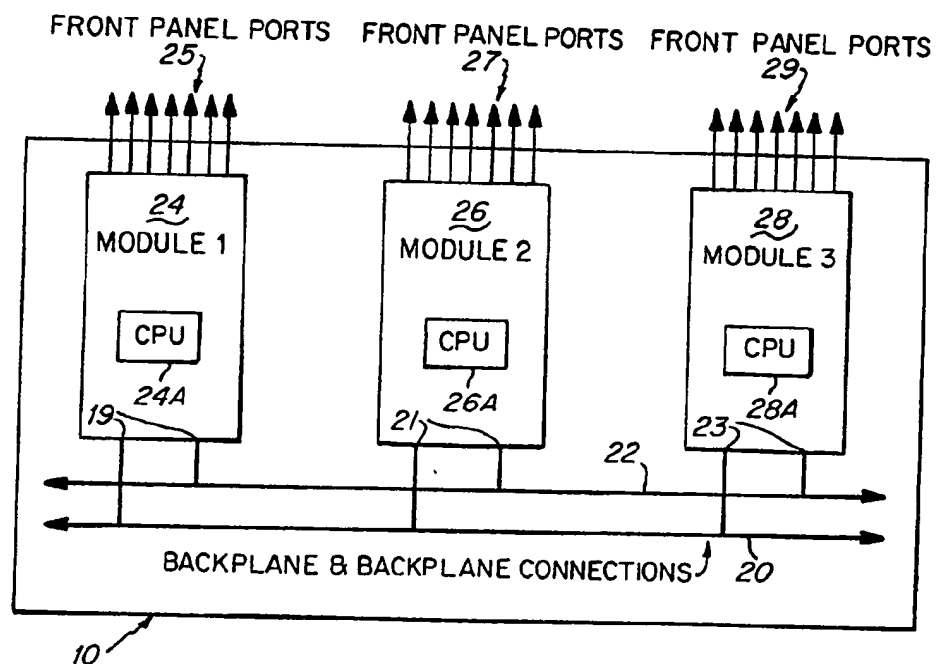 FRONT PANEL PORTS FRONT PANEL PORTS FRONT PANEL PORTS
25 27 29
24 26 28
MODULE 1 MODULE 2 MODULE 3
CPU CPU CPU
24A 26A 28A
19 21 23
22
BACKPLANE & BACKPLANE CONNECTIONS 20
10